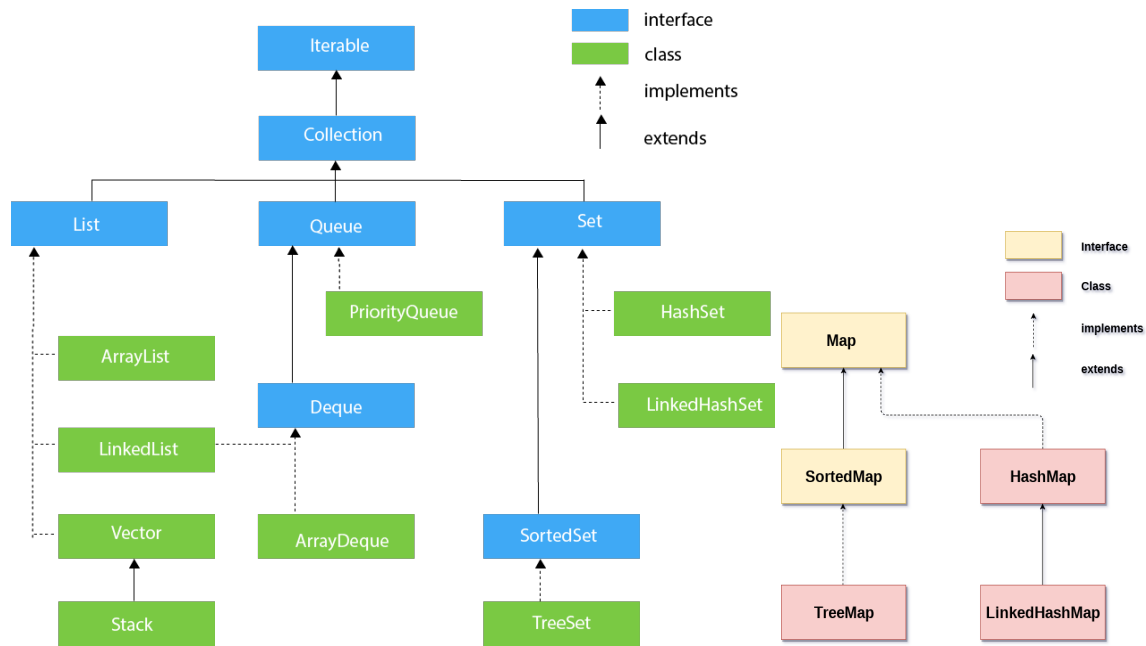 interface
Iterable
class
implements
Collection
extends
List
Queue
Set
Interface
Class
PriorityQueue
HashSet
implements
Map
ArrayList
extends
Deque
LinkedHashSet
LinkedList
SortedMap
HashMap
Vector
ArrayDeque
SortedSet
Stack
TreeSet
TreeMap
LinkedHashMap